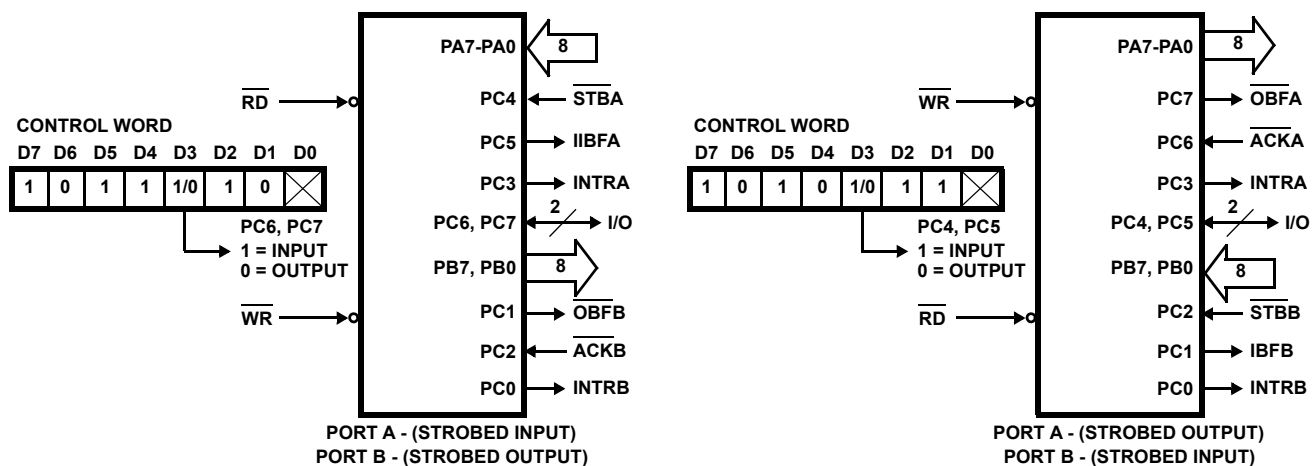 PA7-PA0
8
RD
PC4
STBA
CONTROL WORD
D7 D6 D5 D4 D3 D2 D1 D0
1 0 1 1 1/0 1 0
PC5
IIBFA
PC3
INTRA
PC6, PC7
1 = INPUT
0 = OUTPUT
PC6, PC7
2
I/O
PB7, PB0
8
WR
PC1
OBFB
PC2
ACKB
PC0
INTRB
PORT A - (STROBED INPUT)
PORT B - (STROBED OUTPUT)
PA7-PA0
8
WR
PC7
OBFA
CONTROL WORD
D7 D6 D5 D4 D3 D2 D1 D0
1 0 1 0 1/0 1 1
PC6
ACKA
PC3
INTRA
PC4, PC5
1 = INPUT
0 = OUTPUT
PC4, PC5
2
I/O
PB7, PB0
8
RD
PC2
STBB
PC1
IBFB
PC0
INTRB
PORT A - (STROBED OUTPUT)
PORT B - (STROBED INPUT)